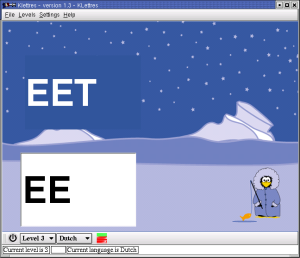 KLettres - version 1.3 - KLettres
File Levels Settings Help
EET
EE
Level 3 Dutch
Current level is 3 Current language is Dutch